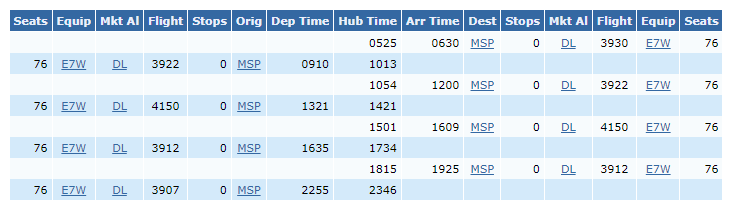 Seats Equip Mkt Al Flight Stops Orig Dep Time Hub Time Arr Time Dest Stops Mkt Al Flight Equip Seats
0525 0630 MSP 0 DL 3930 E7W 76
76 E7W DL 3922 0 MSP 0910 1013
1054 1200 MSP 0 DL 3922 E7W 76
76 E7W DL 4150 0 MSP 1321 1421
1501 1609 MSP 0 DL 4150 E7W 76
76 E7W DL 3912 0 MSP 1635 1734
1815 1925 MSP 0 DL 3912 E7W 76
76 E7W DL 3907 0 MSP 2255 2346